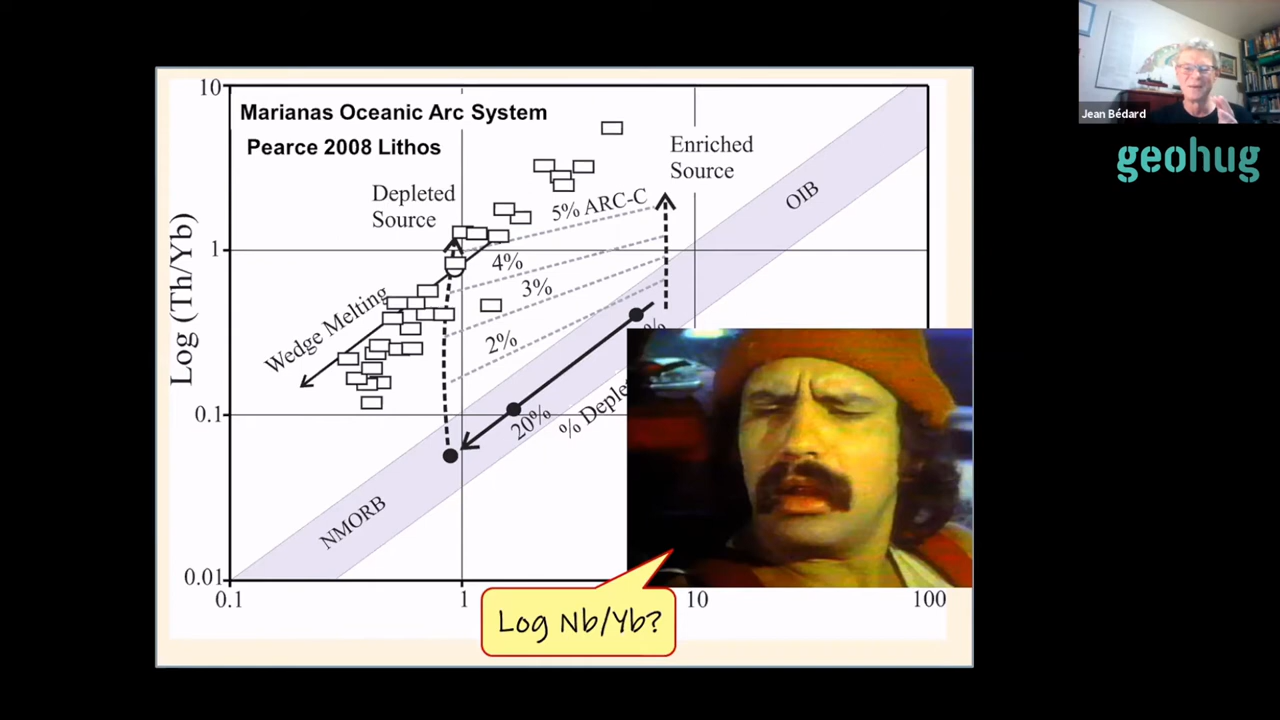 Jean Bédard
geohug
Marianas Oceanic Arc System
Pearce 2008 Lithos
10
1
0.1
0.01
Log (Th/Yb)
Depleted
Source
Enriched
Source
5% ARC-C
4%
3%
2%
OIB
Wedge Melting
20%
NMORB
0.1
1
10
100
Log Nb/Yb?